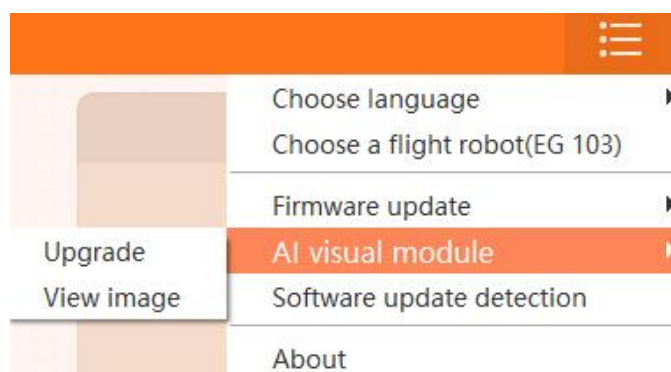 Choose language
Choose a flight robot(EG 103)
Firmware update
AI visual module
Upgrade
View image
Software update detection
About